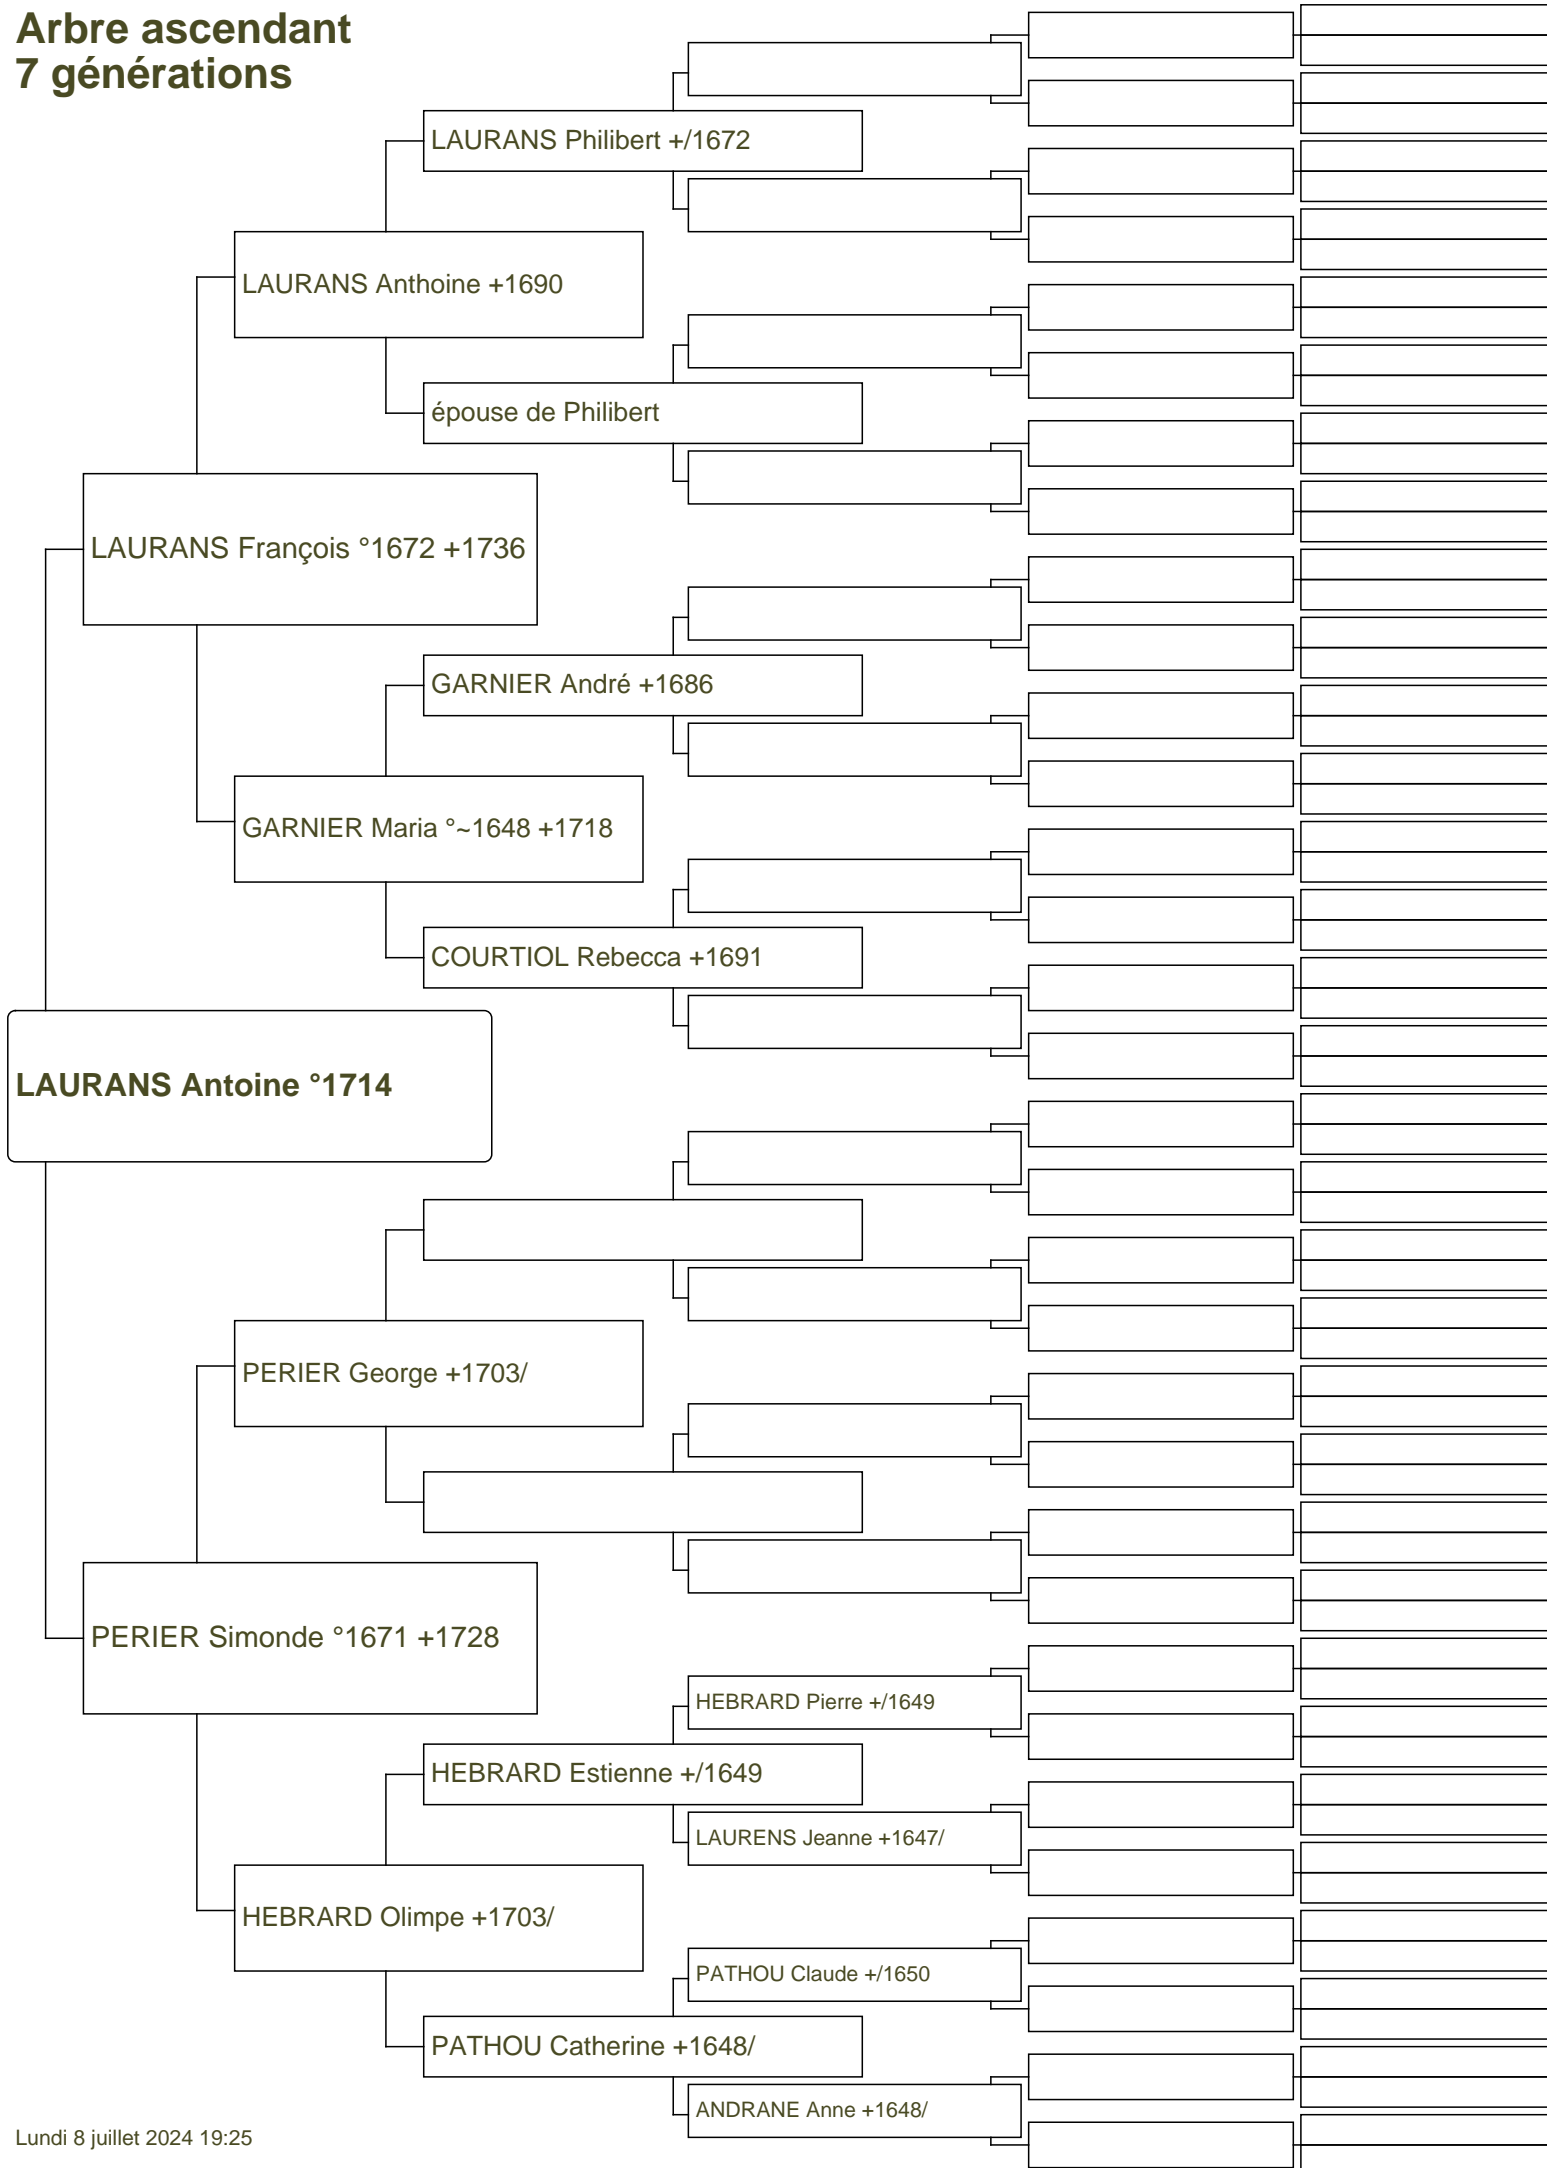 Arbre ascendant
7 générations
LAURANS Philibert +/1672
LAURANS Anthoine +1690
épouse de Philibert
LAURANS François °1672 +1736
GARNIER André +1686
GARNIER Maria °~1648 +1718
COURTIOL Rebecca +1691
LAURANS Antoine °1714
PERIER George +1703/
PERIER Simonde °1671 +1728
HEBRARD Pierre +/1649
HEBRARD Estienne +/1649
LAURENS Jeanne +1647/
HEBRARD Olimpe +1703/
PATHOU Claude +/1650
PATHOU Catherine +1648/
ANDRANE Anne +1648/
Lundi 8 juillet 2024 19:25